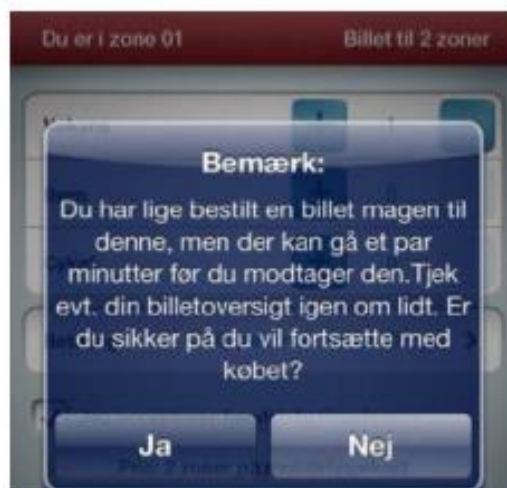 Du er i zone 01 Billet til 2 zoner
Bemærk:
Du har lige bestilt en billet magen til
denne, men der kan gå et par
minutter før du modtager den.Tjek
evt. din billetoversigt igen om lidt. Er
du sikker på du vil fortsætte med
købet?
Ja Nej